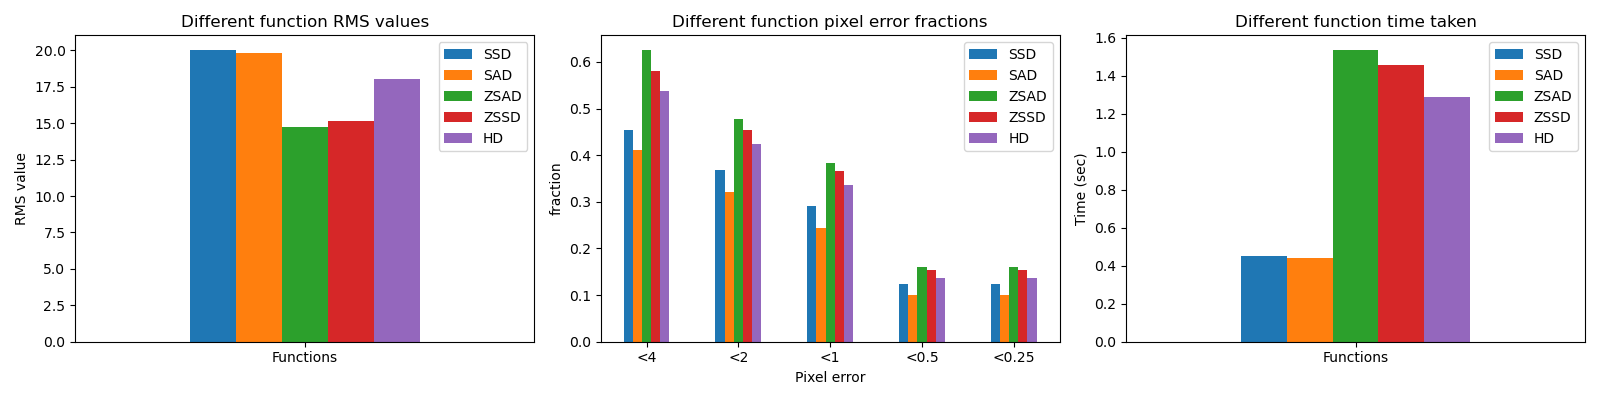 Different function RMS values
RMS value
20.0
17.5
15.0
12.5
10.0
7.5
5.0
2.5
0.0
Functions
SSD
SAD
ZSAD
ZSSD
HD
Different function pixel error fractions
fraction
0.6
0.5
0.4
0.3
0.2
0.1
0.0
<4
<2
<1
<0.5
<0.25
Pixel error
SSD
SAD
ZSAD
ZSSD
HD
Different function time taken
Time (sec)
1.6
1.4
1.2
1.0
0.8
0.6
0.4
0.2
0.0
Functions
SSD
SAD
ZSAD
ZSSD
HD